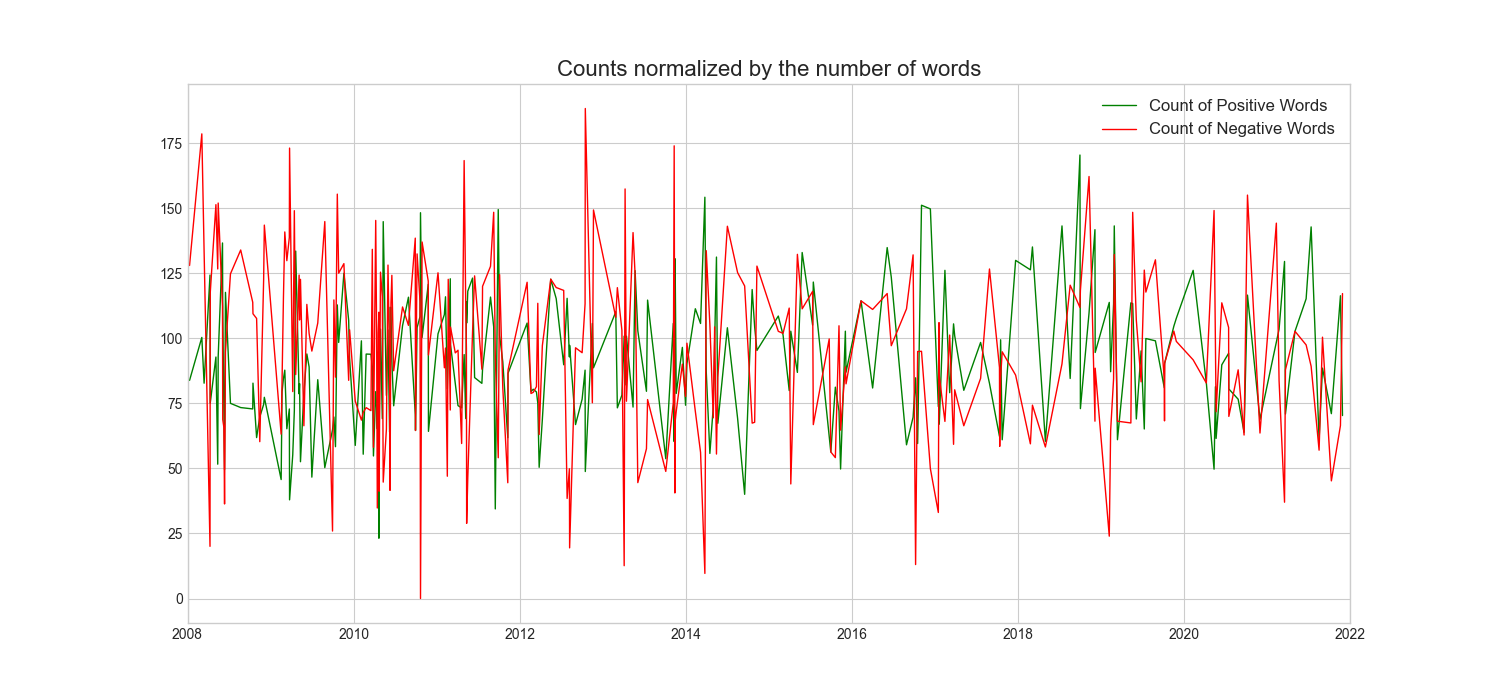 Counts normalized by the number of words
Count of Positive Words
Count of Negative Words
175
150
125
100
75
50
25
0
2008 2010 2012 2014 2016 2018 2020 2022